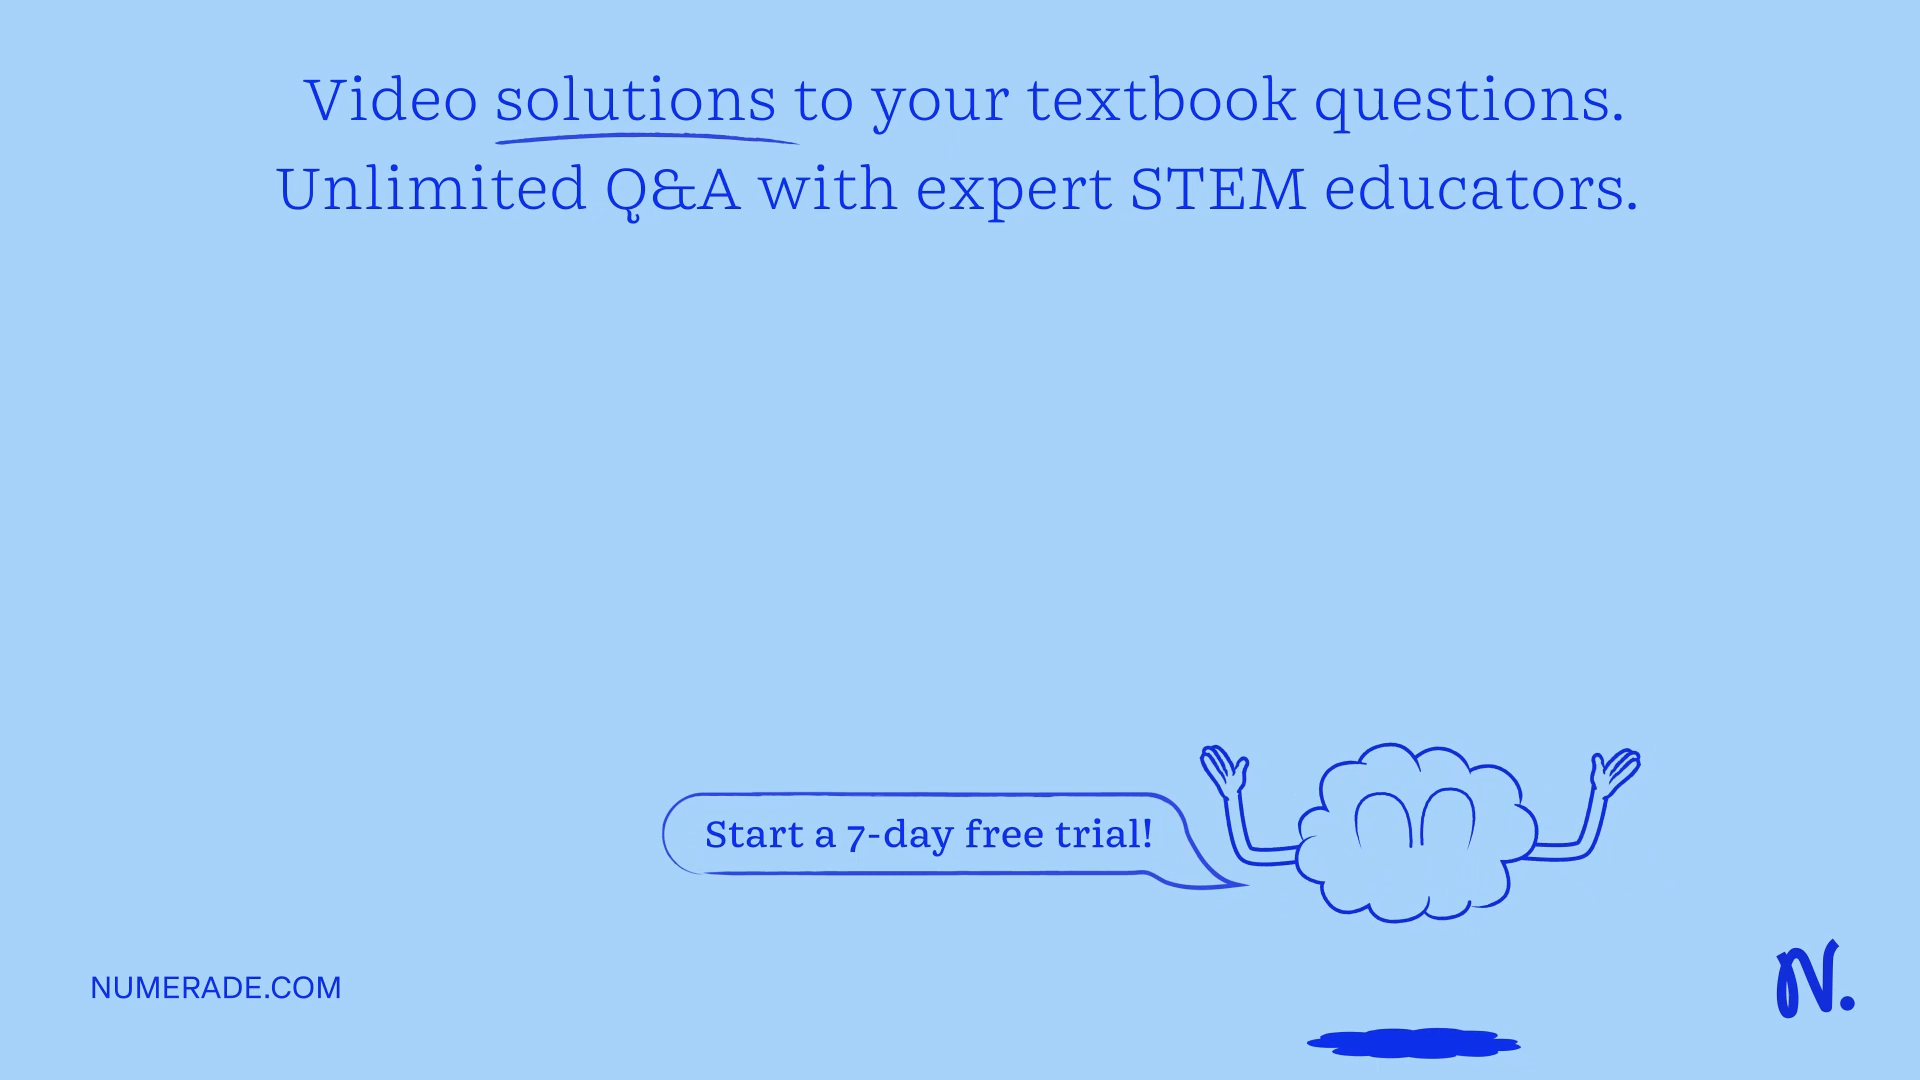 Video solutions to your textbook questions.
Unlimited Q&A with expert STEM educators.
Start a 7-day free trial!
NUMERADE.COM
N.